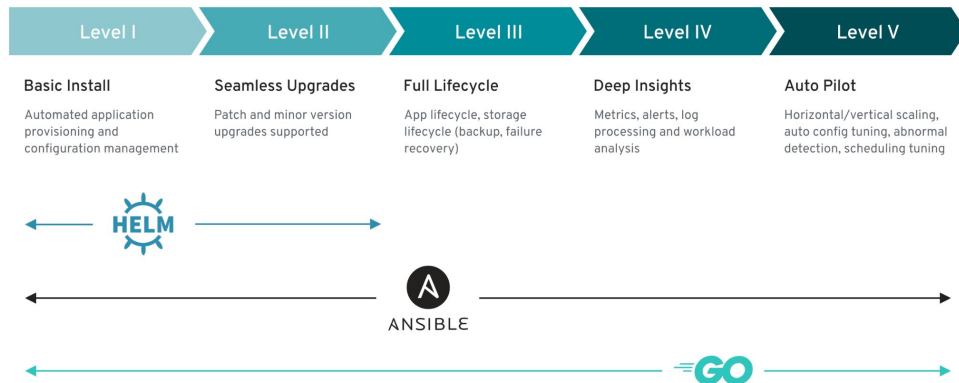 Level I
Level II
Level III
Level IV
Level V
Basic Install
Automated application
provisioning and
configuration management
Seamless Upgrades
Patch and minor version
upgrades supported
Full Lifecycle
App lifecycle, storage
lifecycle (backup, failure
recovery)
Deep Insights
Metrics, alerts, log
processing and workload
analysis
Auto Pilot
Horizontal/vertical scaling,
auto config tuning, abnormal
detection, scheduling tuning
HELM
A
ANSIBLE
GO